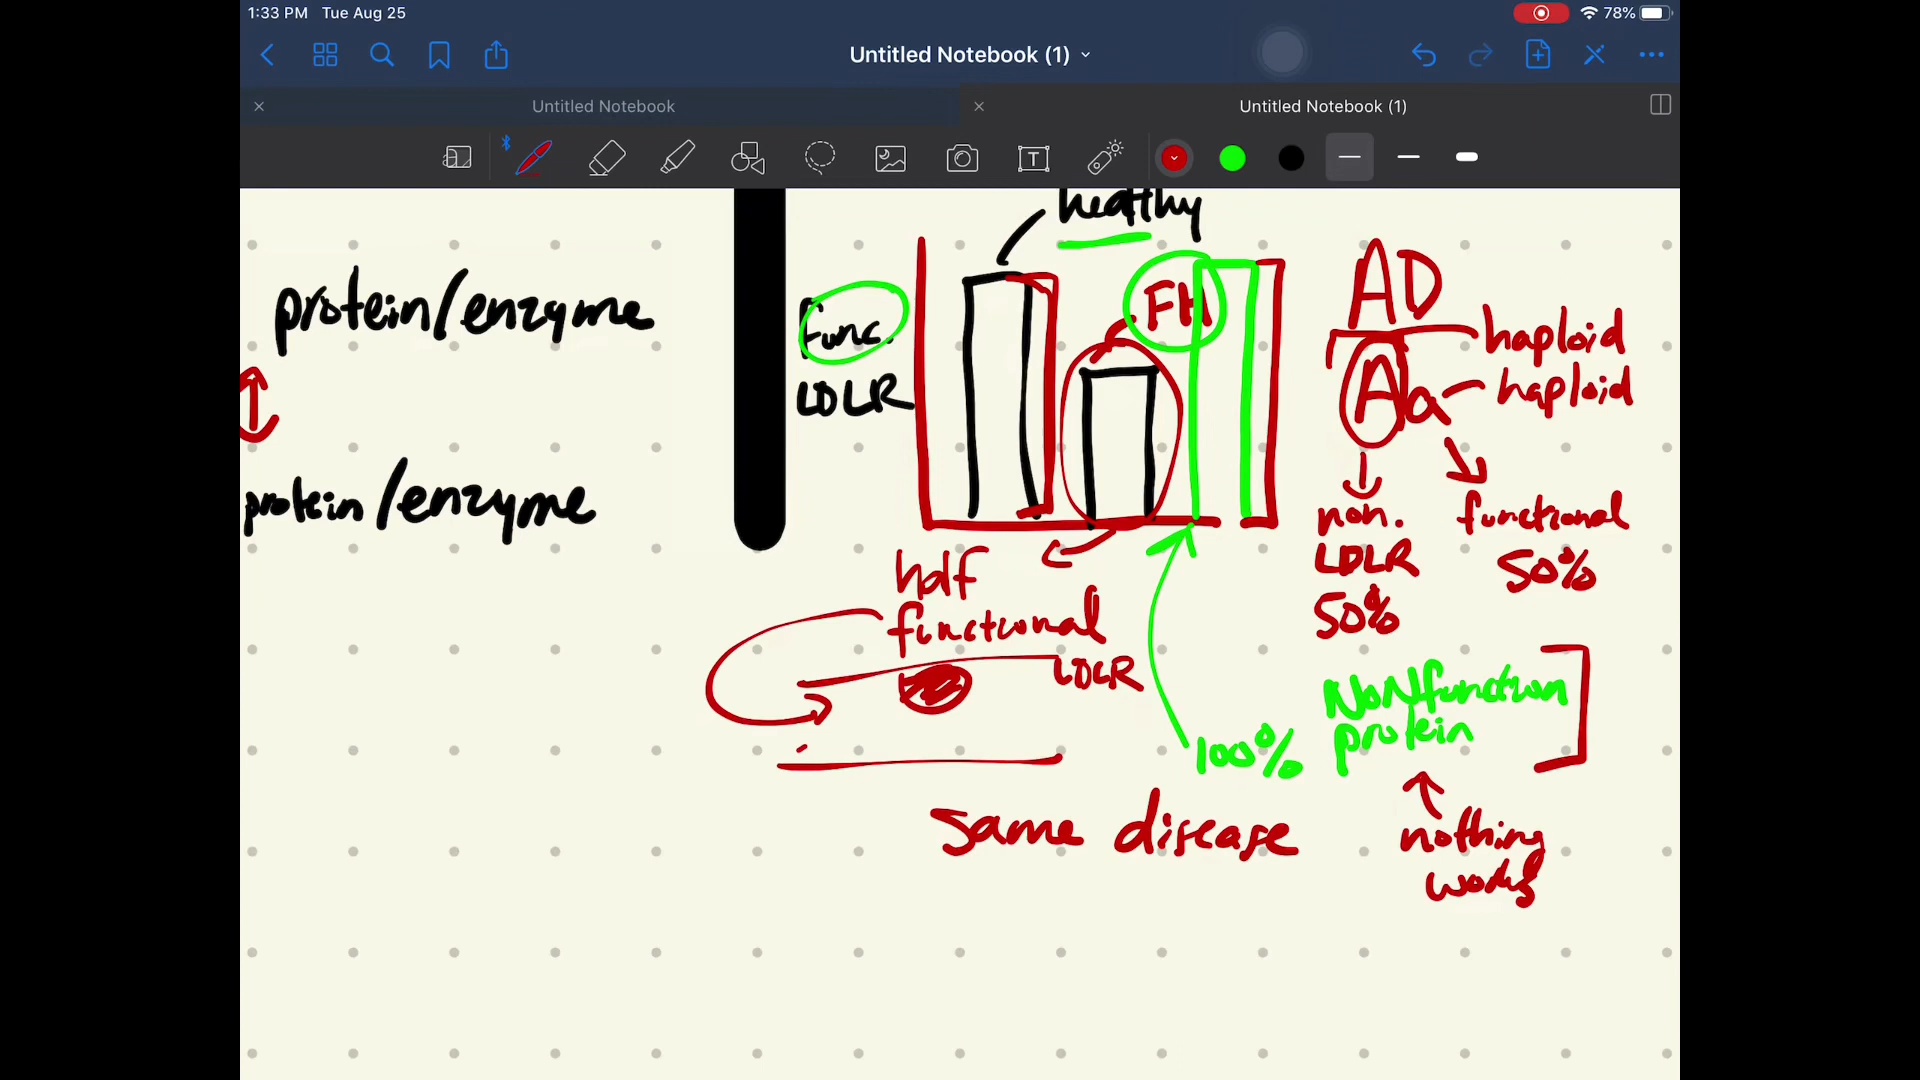 1:33 PM Tue Aug 25
78%
Untitled Notebook (1)
Untitled Notebook
Untitled Notebook (1)
T
healthy
protein/enzyme
Func.
LDLR
FH
AD
haploid
Aa
haploid
protein/enzyme
non.
LDLR
50%
functional
50%
half
functional
LDLR
100%
NoNfunction
protein
same disease
nothing
works